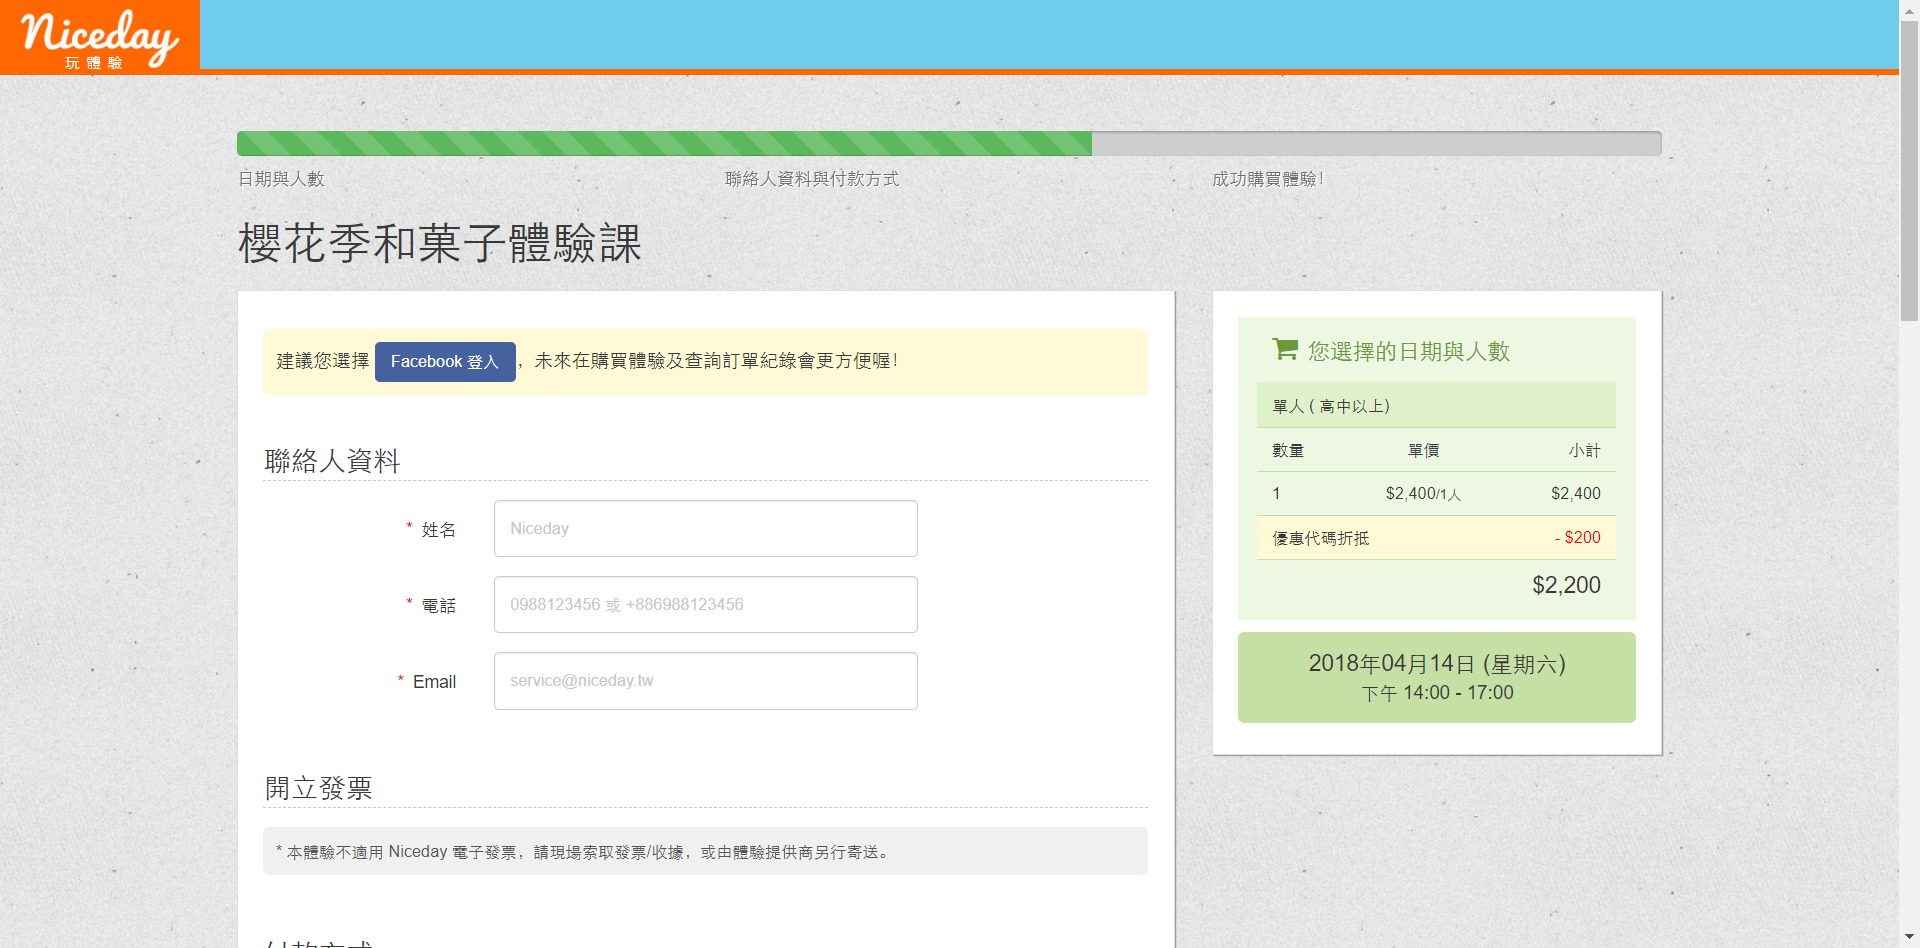 Niceday
玩體驗
日期與人數
聯絡人資料與付款方式
成功購買體驗!
櫻花季和菓子體驗課
建議您選擇 Facebook 登入，未來在購買體驗及查詢訂單紀錄會更方便喔!
聯絡人資料
* 姓名 Niceday
* 電話 0988123456 或 +886988123456
* Email service@niceday.tw
開立發票
* 本體驗不適用 Niceday 電子發票，請現場索取發票/收據，或由體驗提供商另行寄送。
付款方式
您選擇的日期與人數
單人 ( 高中以上)
數量 單價 小計
1 $2,400/1人 $2,400
優惠代碼折抵 - $200
$2,200
2018年04月14日 (星期六)
下午 14:00 - 17:00